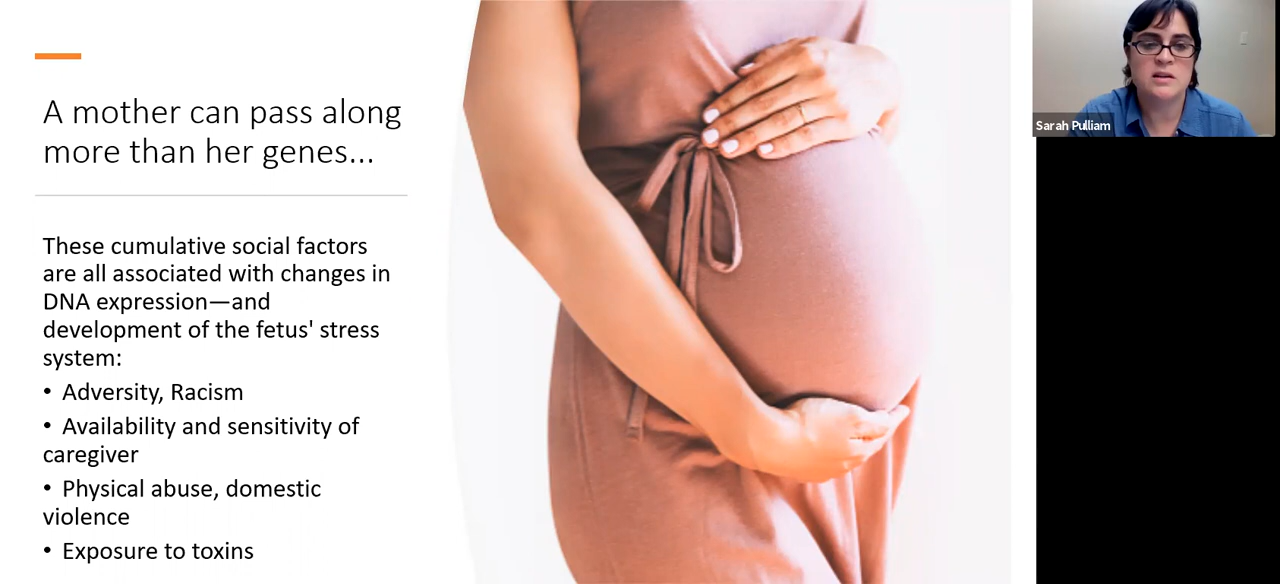 A mother can pass along
more than her genes...
These cumulative social factors
are all associated with changes in
DNA expression—and
development of the fetus' stress
system:
• Adversity, Racism
• Availability and sensitivity of
caregiver
• Physical abuse, domestic
violence
• Exposure to toxins
Sarah Pulliam